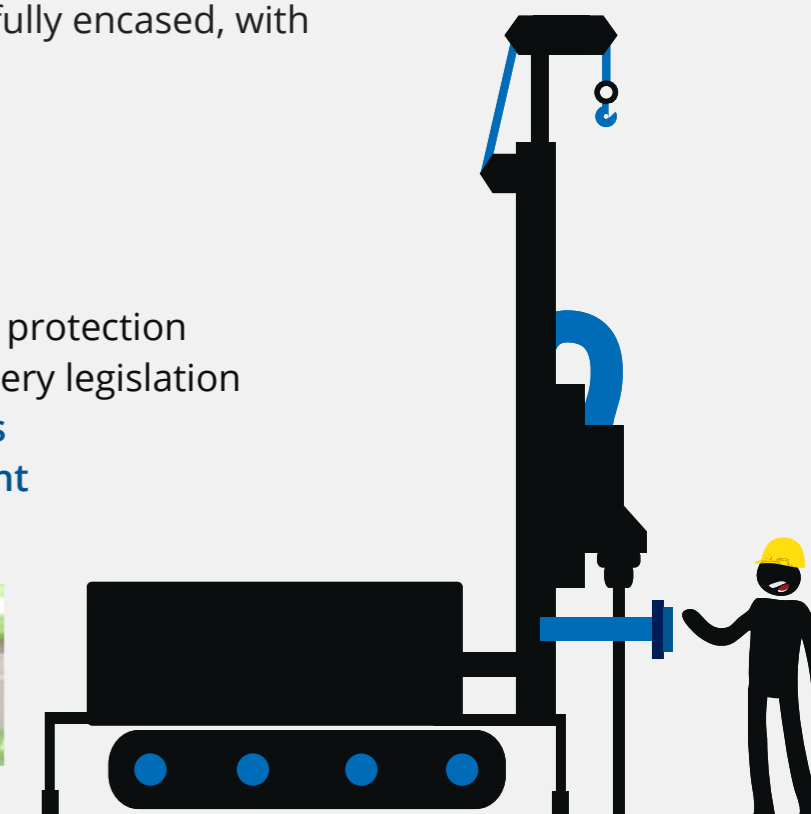 fully encased, with
protection
ery legislation
s
nt